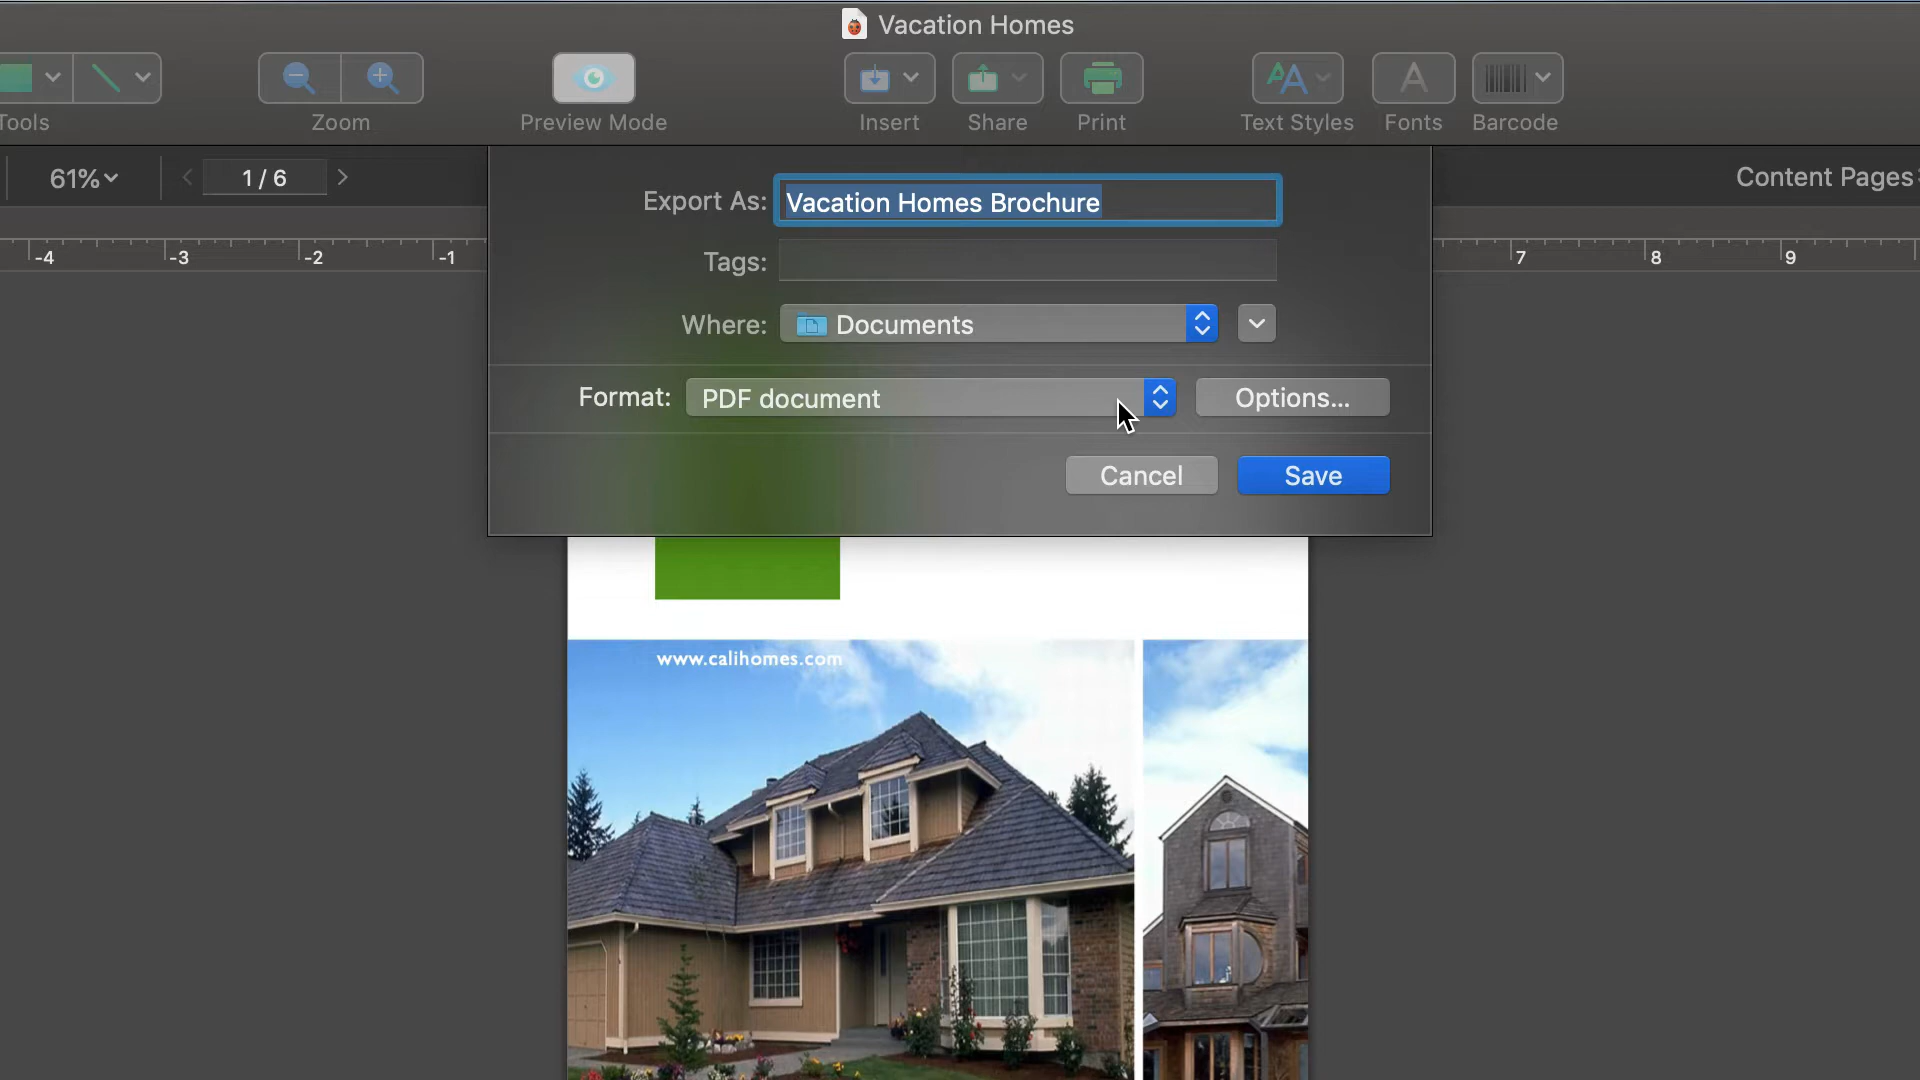 Vacation Homes
Tools
Zoom
Preview Mode
Insert
Share
Print
Text Styles
Fonts
Barcode
61%
1 / 6
Content Pages
-4
-3
-2
-1
7
8
9
Export As: Vacation Homes Brochure
Tags:
Where: Documents
Format: PDF document
Options...
Cancel
Save
www.calihomes.com